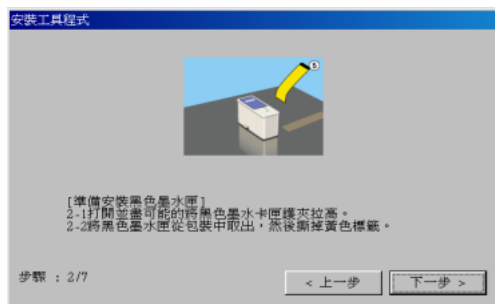 安裝工具程式
5
[準備安裝黑色墨水匣]
2-1打開並盡可能的將黑色墨水卡匣護夾拉高。
2-2將黑色墨水匣從包裝中取出，然後撕掉黃色標籤。
步驟 : 2/7
< 上一步
下一步 >